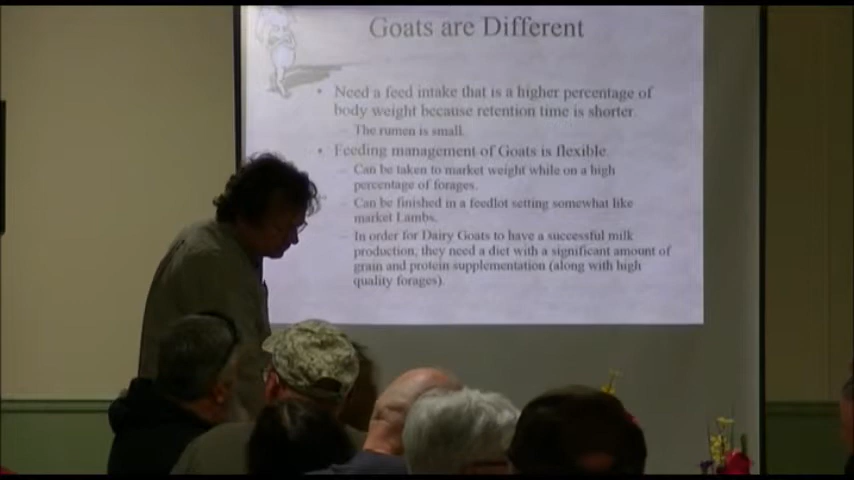 Goats are Different
• Need a feed intake that is a higher percentage of
body weight because retention time is shorter.
– The rumen is small.
• Feeding management of Goats is flexible.
– Can be taken to market weight while on a high
percentage of forages.
– Can be finished in a feedlot setting somewhat like
market Lambs.
– In order for Dairy Goats to have a successful milk
production; they need a diet with a significant amount of
grain and protein supplementation (along with high
quality forages).